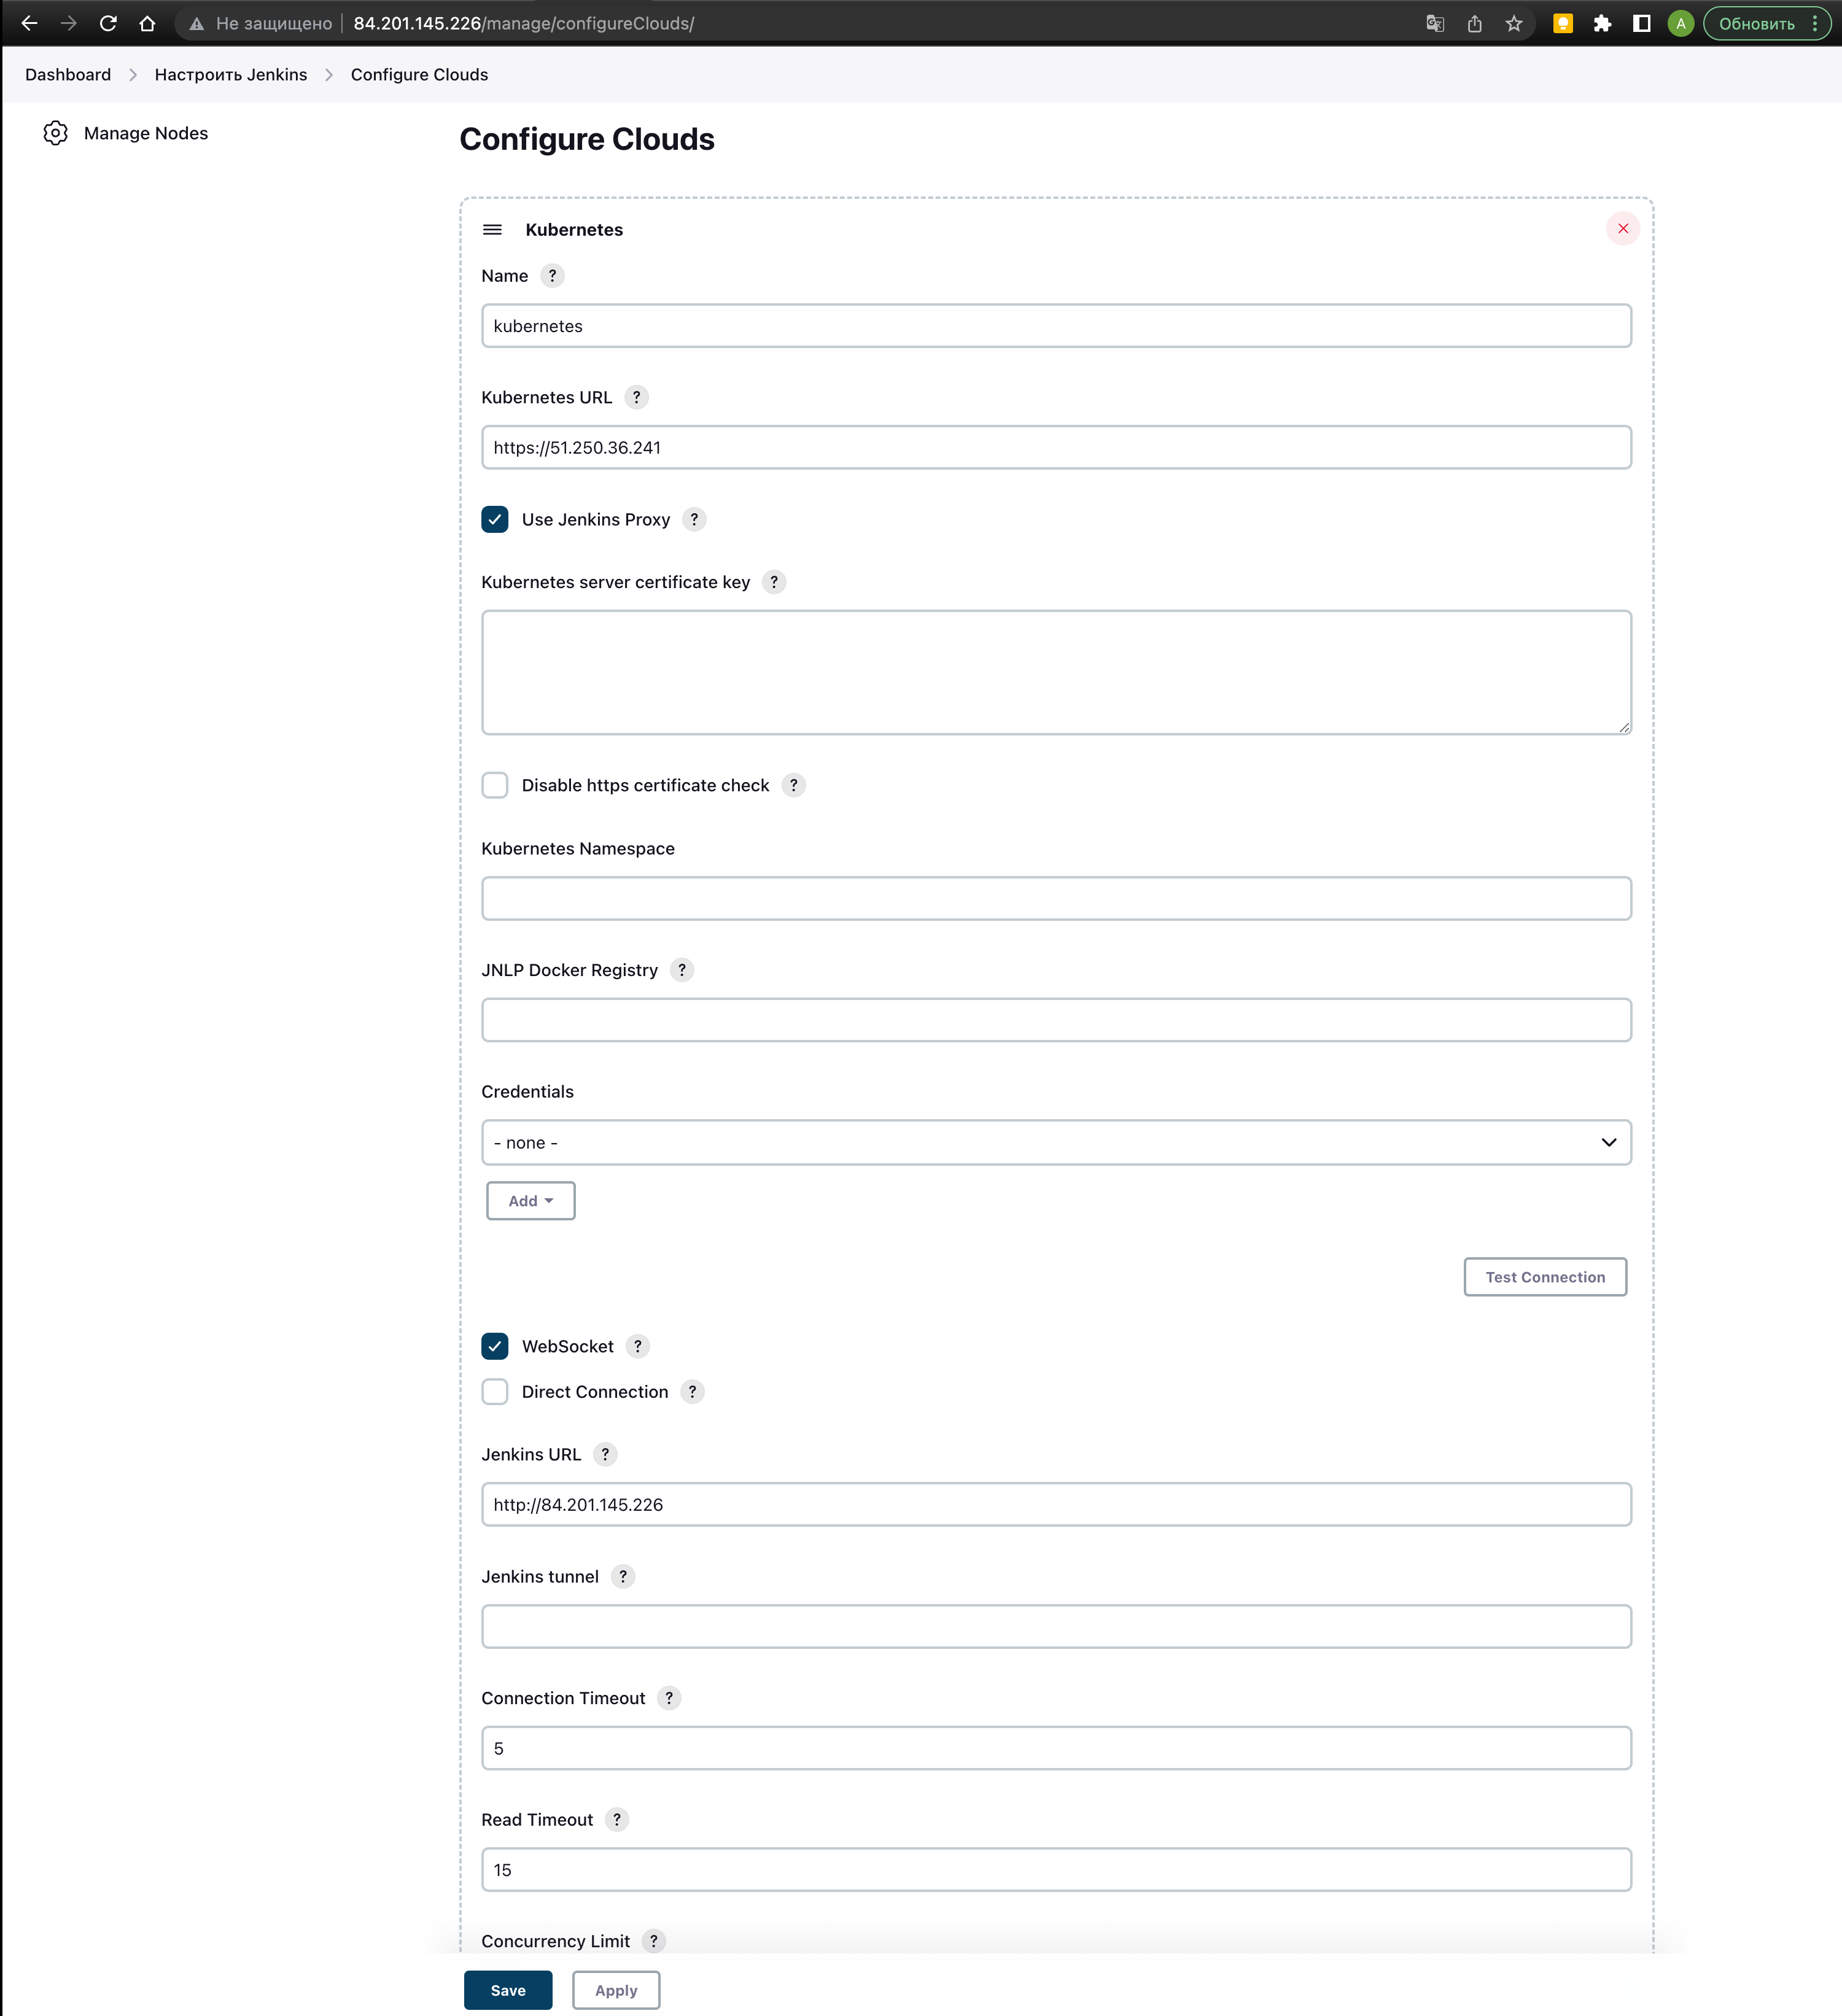 Не защищено
84.201.145.226/manage/configureClouds/
A
Обновить
Dashboard
Настроить Jenkins
Configure Clouds
Manage Nodes
Configure Clouds
Kubernetes
Name ?
kubernetes
Kubernetes URL ?
https://51.250.36.241
Use Jenkins Proxy ?
Kubernetes server certificate key ?
Disable https certificate check ?
Kubernetes Namespace
JNLP Docker Registry ?
Credentials
- none -
Add
Test Connection
WebSocket ?
Direct Connection ?
Jenkins URL ?
http://84.201.145.226
Jenkins tunnel ?
Connection Timeout ?
5
Read Timeout ?
15
Concurrency Limit ?
Save
Apply